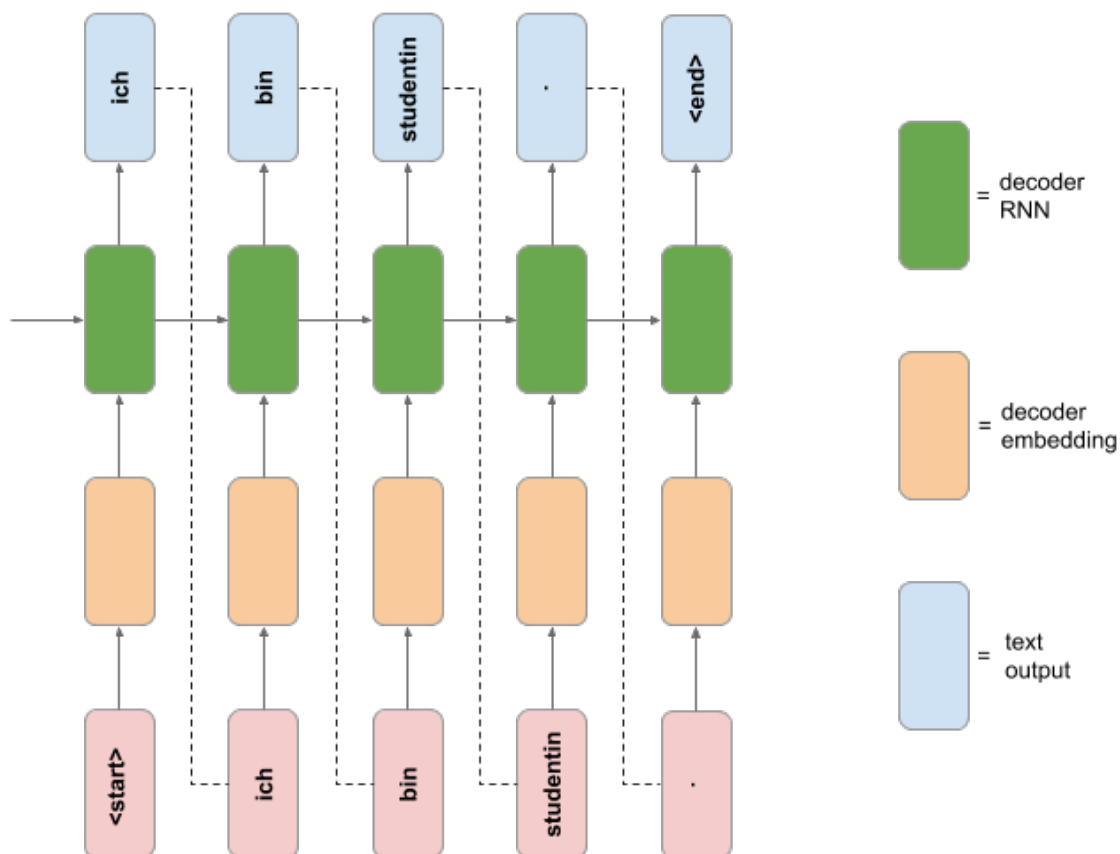 ich
bin
studentin
.
<end>
= decoder
RNN
= decoder
embedding
= text
output
<start>
ich
bin
studentin
.